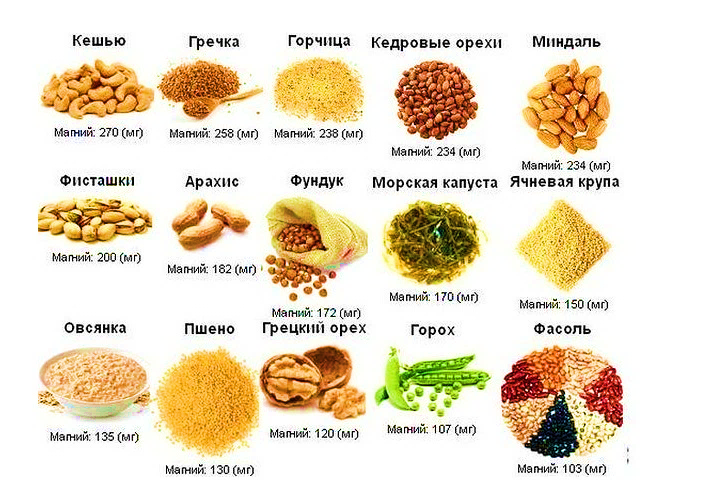 Кешью
Гречка
Горчица
Кедровые орехи
Миндаль
Магний: 270 (мг)
Магний: 258 (мг)
Магний: 238 (мг)
Магний: 234 (мг)
Магний: 234 (мг)
Фисташки
Арахис
Фундук
Морская капуста
Ячневая крупа
Магний: 200 (мг)
Магний: 182 (мг)
Магний: 172 (мг)
Магний: 170 (мг)
Магний: 150 (мг)
Овсянка
Пшено
Грецкий орех
Горох
Фасоль
Магний: 135 (мг)
Магний: 130 (мг)
Магний: 120 (мг)
Магний: 107 (мг)
Магний: 103 (мг)